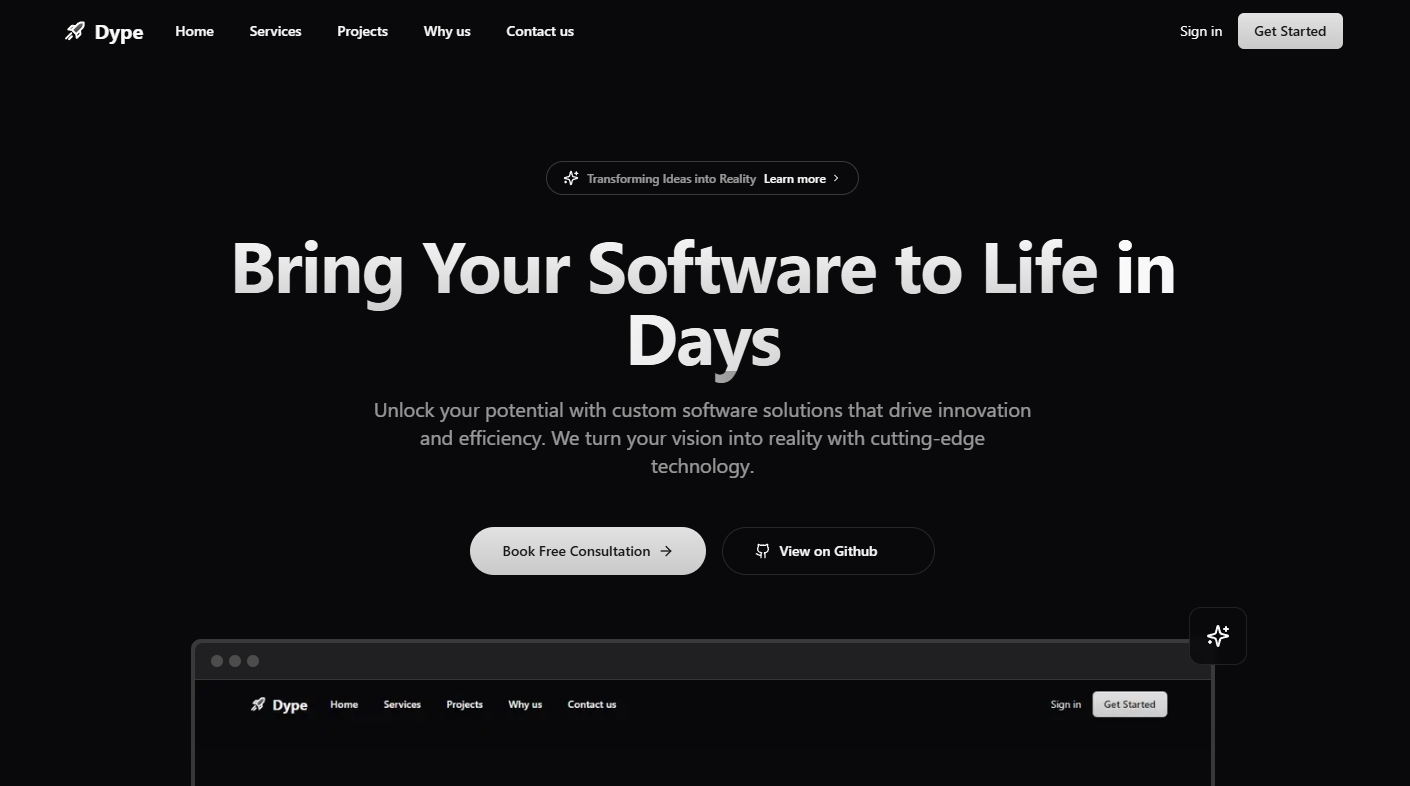 Dype Home Services Projects Why us Contact us Sign in Get Started
Transforming Ideas into Reality Learn more
Bring Your Software to Life in
Days
Unlock your potential with custom software solutions that drive innovation
and efficiency. We turn your vision into reality with cutting-edge
technology.
Book Free Consultation View on Github
Dype Home Services Projects Why us Contact us Sign in Get Started